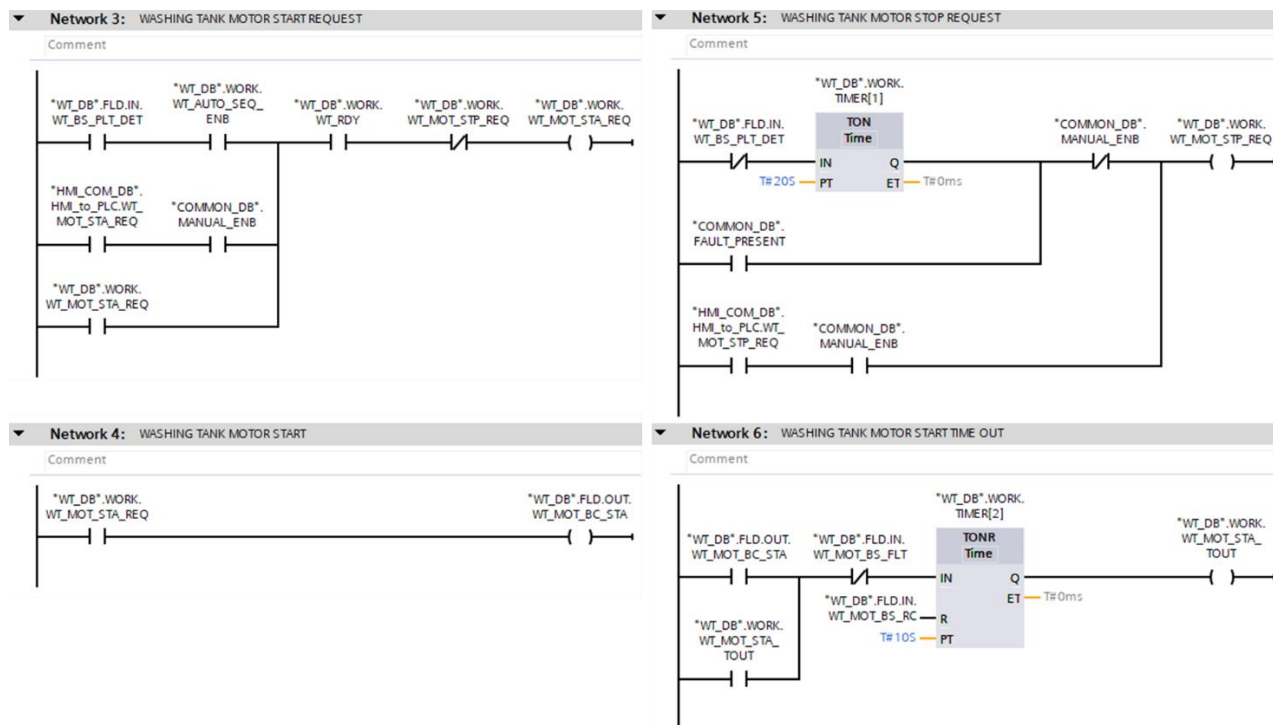 Network 3: WASHING TANK MOTOR START REQUEST
Comment
"WT_DB".FLD.IN.
WT_BS_PLT_DET
"WT_DB".WORK.
WT_AUTO_SEQ_
ENB
"WT_DB".WORK.
WT_RDY
"WT_DB".WORK.
WT_MOT_STP_REQ
"WT_DB".WORK.
WT_MOT_STA_REQ
"HMI_COM_DB".
HMI_to_PLC.WT_
MOT_STA_REQ
"COMMON_DB".
MANUAL_ENB
"WT_DB".WORK.
WT_MOT_STA_REQ
Network 4: WASHING TANK MOTOR START
Comment
"WT_DB".WORK.
WT_MOT_STA_REQ
"WT_DB".FLD.OUT.
WT_MOT_BC_STA
Network 5: WASHING TANK MOTOR STOP REQUEST
Comment
"WT_DB".FLD.IN.
WT_BS_PLT_DET
"WT_DB".WORK.
TIMER[1]
TON
Time
IN Q
T#20S PT ET T#0ms
"COMMON_DB".
MANUAL_ENB
"WT_DB".WORK.
WT_MOT_STP_REQ
"COMMON_DB".
FAULT_PRESENT
"HMI_COM_DB".
HMI_to_PLC.WT_
MOT_STP_REQ
"COMMON_DB".
MANUAL_ENB
Network 6: WASHING TANK MOTOR START TIME OUT
Comment
"WT_DB".FLD.OUT.
WT_MOT_BC_STA
"WT_DB".FLD.IN.
WT_MOT_BS_FLT
"WT_DB".WORK.
TIMER[2]
TONR
Time
IN Q
ET T#0ms
"WT_DB".FLD.IN.
WT_MOT_BS_RC R
T#10S PT
"WT_DB".WORK.
WT_MOT_STA_
TOUT
"WT_DB".WORK.
WT_MOT_STA_
TOUT